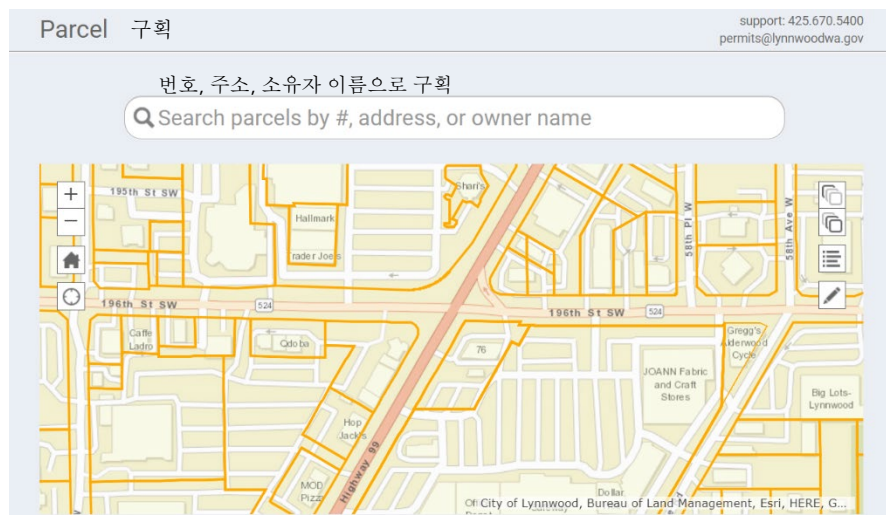 Parcel 구획
support: 425.670.5400
permits@lynnwoodwa.gov
번호, 주소, 소유자 이름으로 구획
Search parcels by #, address, or owner name
Shari's
195th St SW
Hallmark
rader Joe's
58th Pl W
58th Ave W
196th St SW
524
196th St SW
524
Caffe
Ladro
Qdoba
76
Gregg's
Alderwood
Cycle
JOANN Fabric
and Craft
Stores
Big Lots-
Lynnwood
Hop
Jack's
Highway 99
MOD
Pizza
Dollar
City of Lynnwood, Bureau of Land Management, Esri, HERE, G...